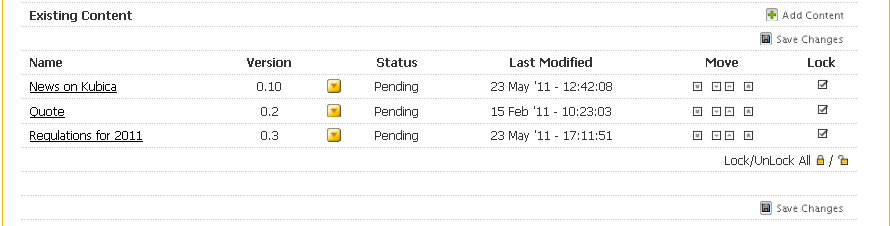 Existing Content Add Content
Save Changes
Name Version Status Last Modified Move Lock
News on Kubica 0.10 Pending 23 May '11 - 12:42:08
Quote 0.2 Pending 15 Feb '11 - 10:23:03
Regulations for 2011 0.3 Pending 23 May '11 - 17:11:51
Lock/UnLock All /
Save Changes